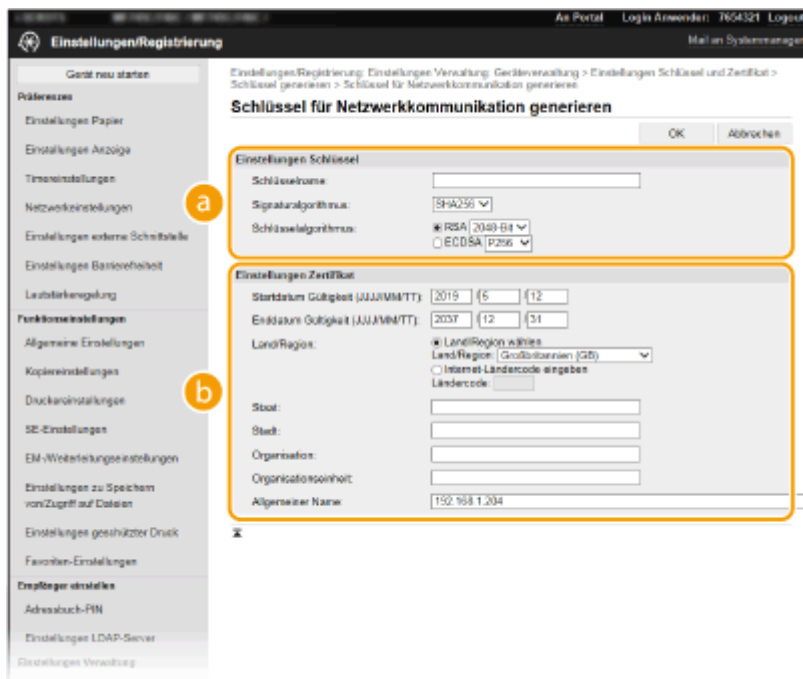 An Portal Login Anwender: 7654321 Logout
Einstellungen/Registrierung
Mail an Systemmanager
Gerät neu starten
Präferenzen
Einstellungen Papier
Einstellungen Anzeige
Timereinstellungen
Netzwerkeinstellungen
Einstellungen externe Schnittstelle
Einstellungen Barrierefreiheit
Lautstärkeregelung
Funktionseinstellungen
Allgemeine Einstellungen
Kopiereinstellungen
Druckereinstallungen
SE-Einstellungen
EM-/Weiterleitungseinstellungen
Einstellungen zu Speichern
von/Zugriff auf Dateien
Einstellungen geschützter Druck
Favoriten-Einstellungen
Empfänger einstellen
Adressbuch-PIN
Einstellungen LDAP-Server
Einstellungen Verwaltung
Einstellungen/Registrierung: Einstellungen Verwaltung: Geräteverwaltung > Einstellungen Schlüssel und Zertifikat >
Schlüssel generieren > Schlüssel für Netzwerkkommunikation generieren
Schlüssel für Netzwerkkommunikation generieren
OK Abbrechen
a
Einstellungen Schlüssel
Schlüsselname:
Signaturalgorithmus: SHA256
Schlüsselalgorithmus: RSA 2048-Bit
ECDSA P256
b
Einstellungen Zertifikat
Startdatum Gültigkeit (JJJJ/MM/TT): 2019 /6 /12
Enddatum Gültigkeit (JJJJ/MM/TT): 2037 /12 /31
Land/Region: Land/Region wählen
Land/Region: Großbritannien (GB)
Internet-Ländercode eingeben
Ländercode:
Staat:
Stadt:
Organisation:
Organisationseinheit:
Allgemeiner Name: 192.168.1.204